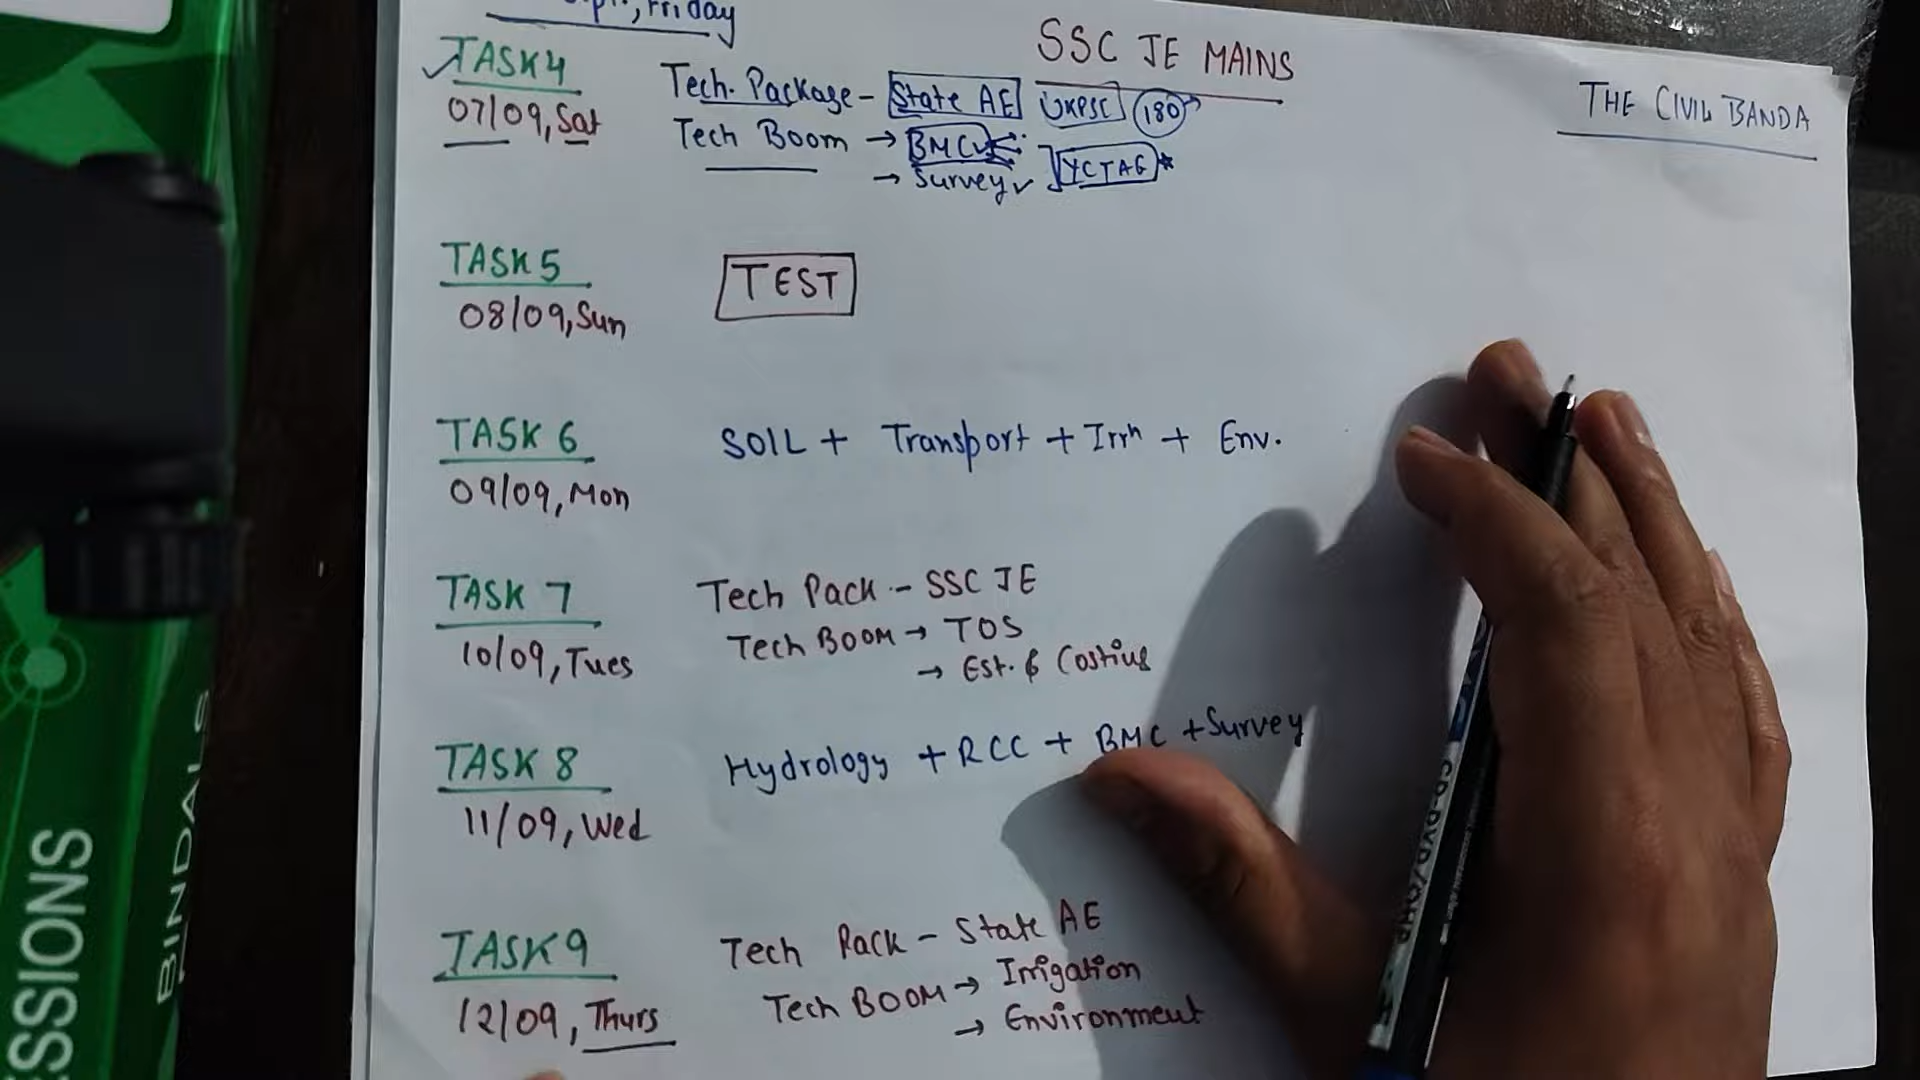 , Friday
SSC JE MAINS
THE CIVIL BANDA
TASK 4
07/09, Sat
Tech. Package - State AE UKPSC 180
Tech Boom → BMC
→ Survey YCTAG *
TASK 5
08/09, Sun
TEST
TASK 6
09/09, Mon
SOIL + Transport + Irrn + Env.
TASK 7
10/09, Tues
Tech Pack - SSC JE
Tech BOOM → TOS
→ Est. & Costing
TASK 8
11/09, Wed
Hydrology + RCC + BMC + Survey
TASK 9
12/09, Thurs
Tech Pack - State AE
Tech BOOM → Irrigation
→ Environment
ESSIONS
BINDALS